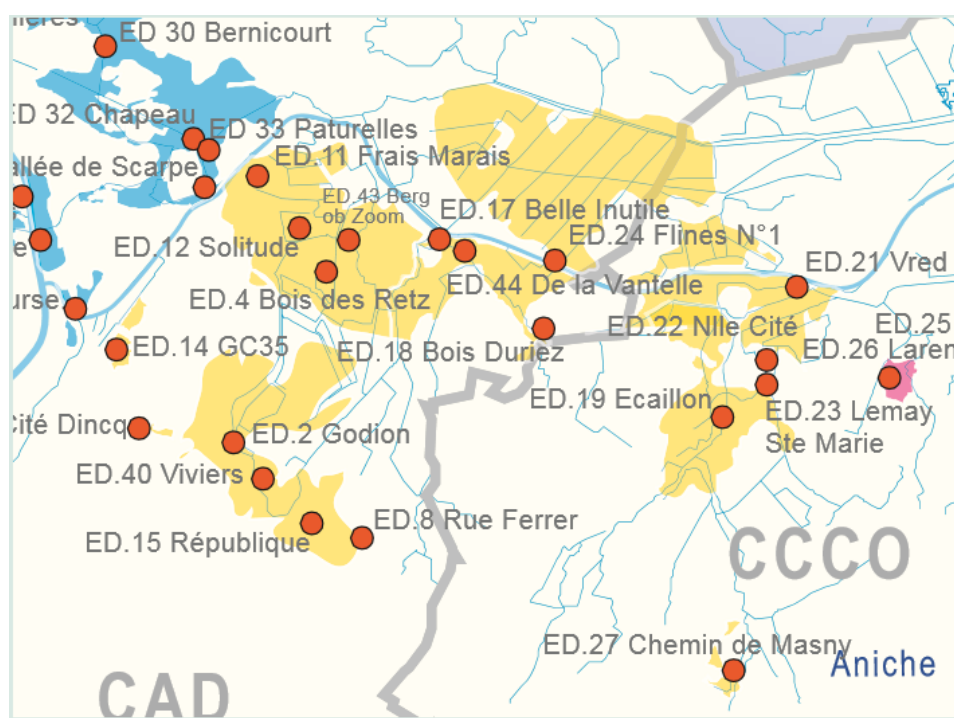 ED 30 Bernicourt
ED 32 Chapeau
ED 33 Paturelles
ED.11 Frais Marais
allée de Scarpe
ED.43 Berg
ob Zoom
ED.17 Belle Inutile
ED.12 Solitude
ED.24 Flines N°1
ED.21 Vred
ED.4 Bois des Retz
ED.44 De la Vantelle
ED.22 Nlle Cité
ED.25
ED.14 GC35
ED.18 Bois Duriez
ED.26 Laren
ED.19 Ecaillon
ED.23 Lemay
Ste Marie
Cité Dincq
ED.2 Godion
ED.40 Viviers
ED.8 Rue Ferrer
ED.15 République
CCCO
ED.27 Chemin de Masny
Aniche
CAD